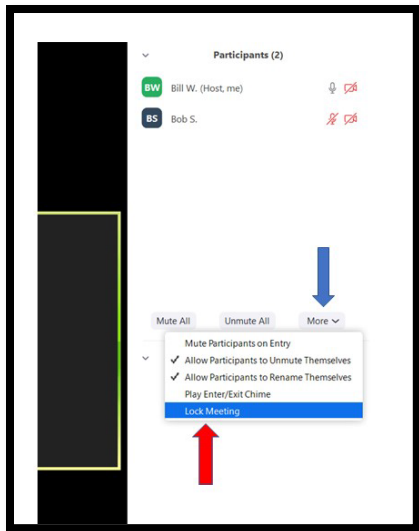 Participants (2)
BW Bill W. (Host, me)
BS Bob S.
Mute All Unmute All More
Mute Participants on Entry
Allow Participants to Unmute Themselves
Allow Participants to Rename Themselves
Play Enter/Exit Chime
Lock Meeting